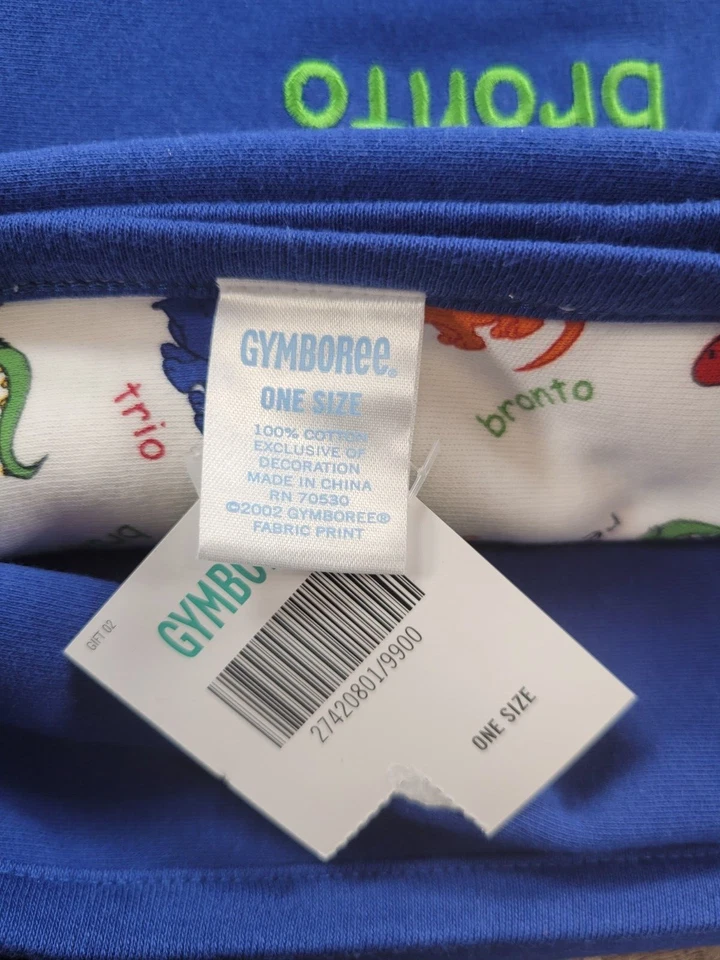 bronto
GYMBOREE®
ONE SIZE
100% COTTON
EXCLUSIVE OF
DECORATION
MADE IN CHINA
RN 70530
©2002 GYMBOREE®
FABRIC PRINT
trio
bronto
GIFT 02
GYMBO
27420801/9900
ONE SIZE